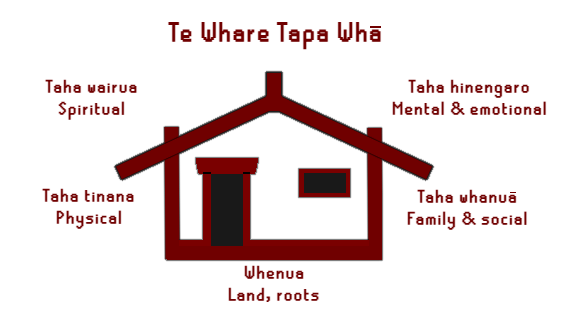 Te Whare Tapa Whā
Taha wairua
Spiritual
Taha hinengaro
Mental & emotional
Taha tinana
Physical
Taha whanuā
Family & social
Whenua
Land, roots